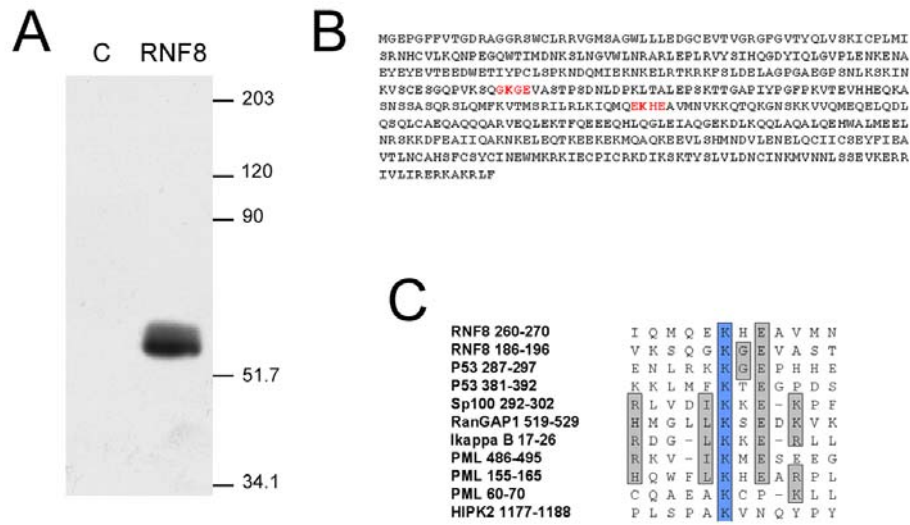 A
C RNF8
203
120
90
51.7
34.1
B
MGEPGFFVTGDRAGGRSWCLRRVGMSAGWLLLEDGCEVTVGRGFGVTYQLVSKICPLMI
SRNHCVLKQNPEGQWTIMDNKSLNGVWLNRARLEPLRVYSIHQGDYIQLGVPLENKENA
EYEYEVTEEDWETIYPCLSPKNDQMIEKNKELRTKRKFSLDELAGPGAEGPSNLKSKIN
KVSCESGQPVKSQGKGEVASTPSDNLDPKLTALEPSKTTGAPIYPGFPKVTEVHHEQKA
SNSSASQRSLQMFKVTMSRILRLKIQMQEKHEAVMNVKKQTQKGNSKKVVQMEQELQDL
QSQLCAEQAQQQARVEQLEKTFQEEEQHLQGLEIAQGEKDLKQQLAQALQEHWALMEEL
NRSKKDFEAIIQAKNKELEQTKEEKEKMQAQKEEVLSHMNDVLENELQCIICSEYFIEA
VTLNCAHSFCSYCINEWMKRKIECPICRKDIKSKTYSLVLDNCINKMVNNLSSEVKERR
IVLIRERKAKRLF
C
RNF8 260-270 I Q M Q E K H E A V M N
RNF8 186-196 V K S Q G K G E V A S T
P53 287-297 E N L R K K G E P H H E
P53 381-392 K K L M F K T E G P D S
Sp100 292-302 R L V D I K K E - K P F
RanGAP1 519-529 H M G L L K S E D K V K
Ikappa B 17-26 R D G - L K K E - R L L
PML 486-495 R K V - I K M E S E E G
PML 155-165 H Q W F L K H E A R P L
PML 60-70 C Q A E A K C P - K L L
HIPK2 1177-1188 P L S P A K V N Q Y P Y